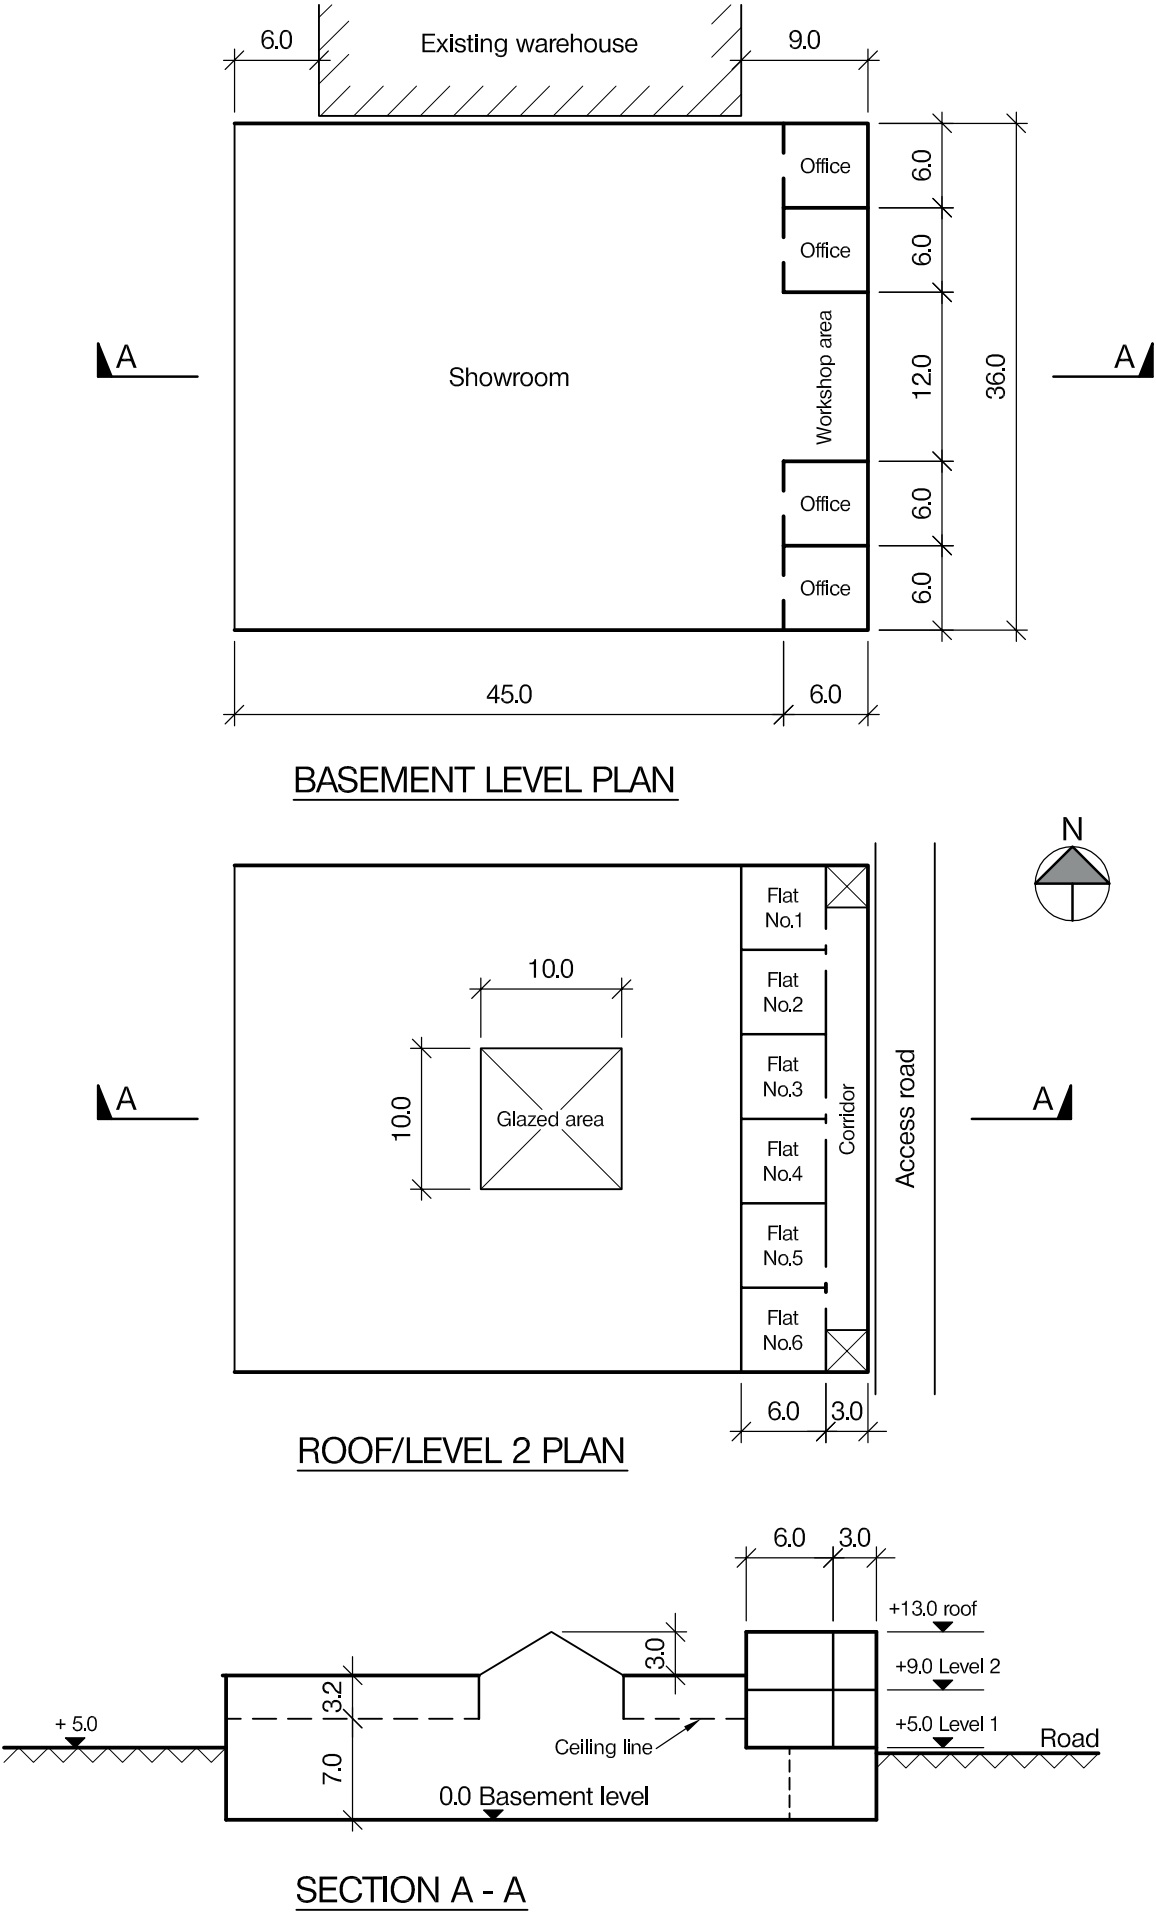 6.0
Existing warehouse
9.0
Office
6.0
Office
6.0
A
Showroom
Workshop area
12.0
36.0
A
Office
6.0
Office
6.0
45.0
6.0
BASEMENT LEVEL PLAN
N
Flat
No.1
10.0
Flat
No.2
Flat
No.3
A
10.0
Glazed area
Corridor
Access road
A
Flat
No.4
Flat
No.5
Flat
No.6
6.0
3.0
ROOF/LEVEL 2 PLAN
6.0
3.0
+13.0 roof
3.0
+9.0 Level 2
3.2
+ 5.0
+5.0 Level 1
Ceiling line
Road
7.0
0.0 Basement level
SECTION A - A